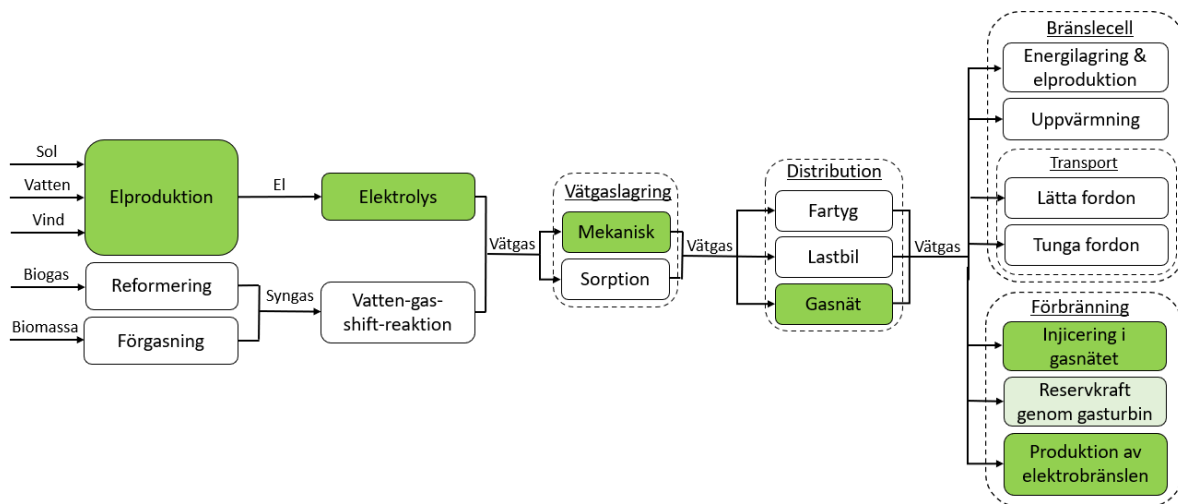 Sol
Vatten
Vind
Elproduktion
El
Elektrolys
Biogas
Biomassa
Reformering
Förgasning
Syngas
Vatten-gas-
shift-reaktion
Vätgas
Vätgaslagring
Mekanisk
Sorption
Vätgas
Distribution
Fartyg
Lastbil
Gasnät
Vätgas
Bränslecell
Energilagring &
elproduktion
Uppvärmning
Transport
Lätta fordon
Tunga fordon
Förbränning
Injicering i
gasnätet
Reservkraft
genom gasturbin
Produktion av
elektrobränslen